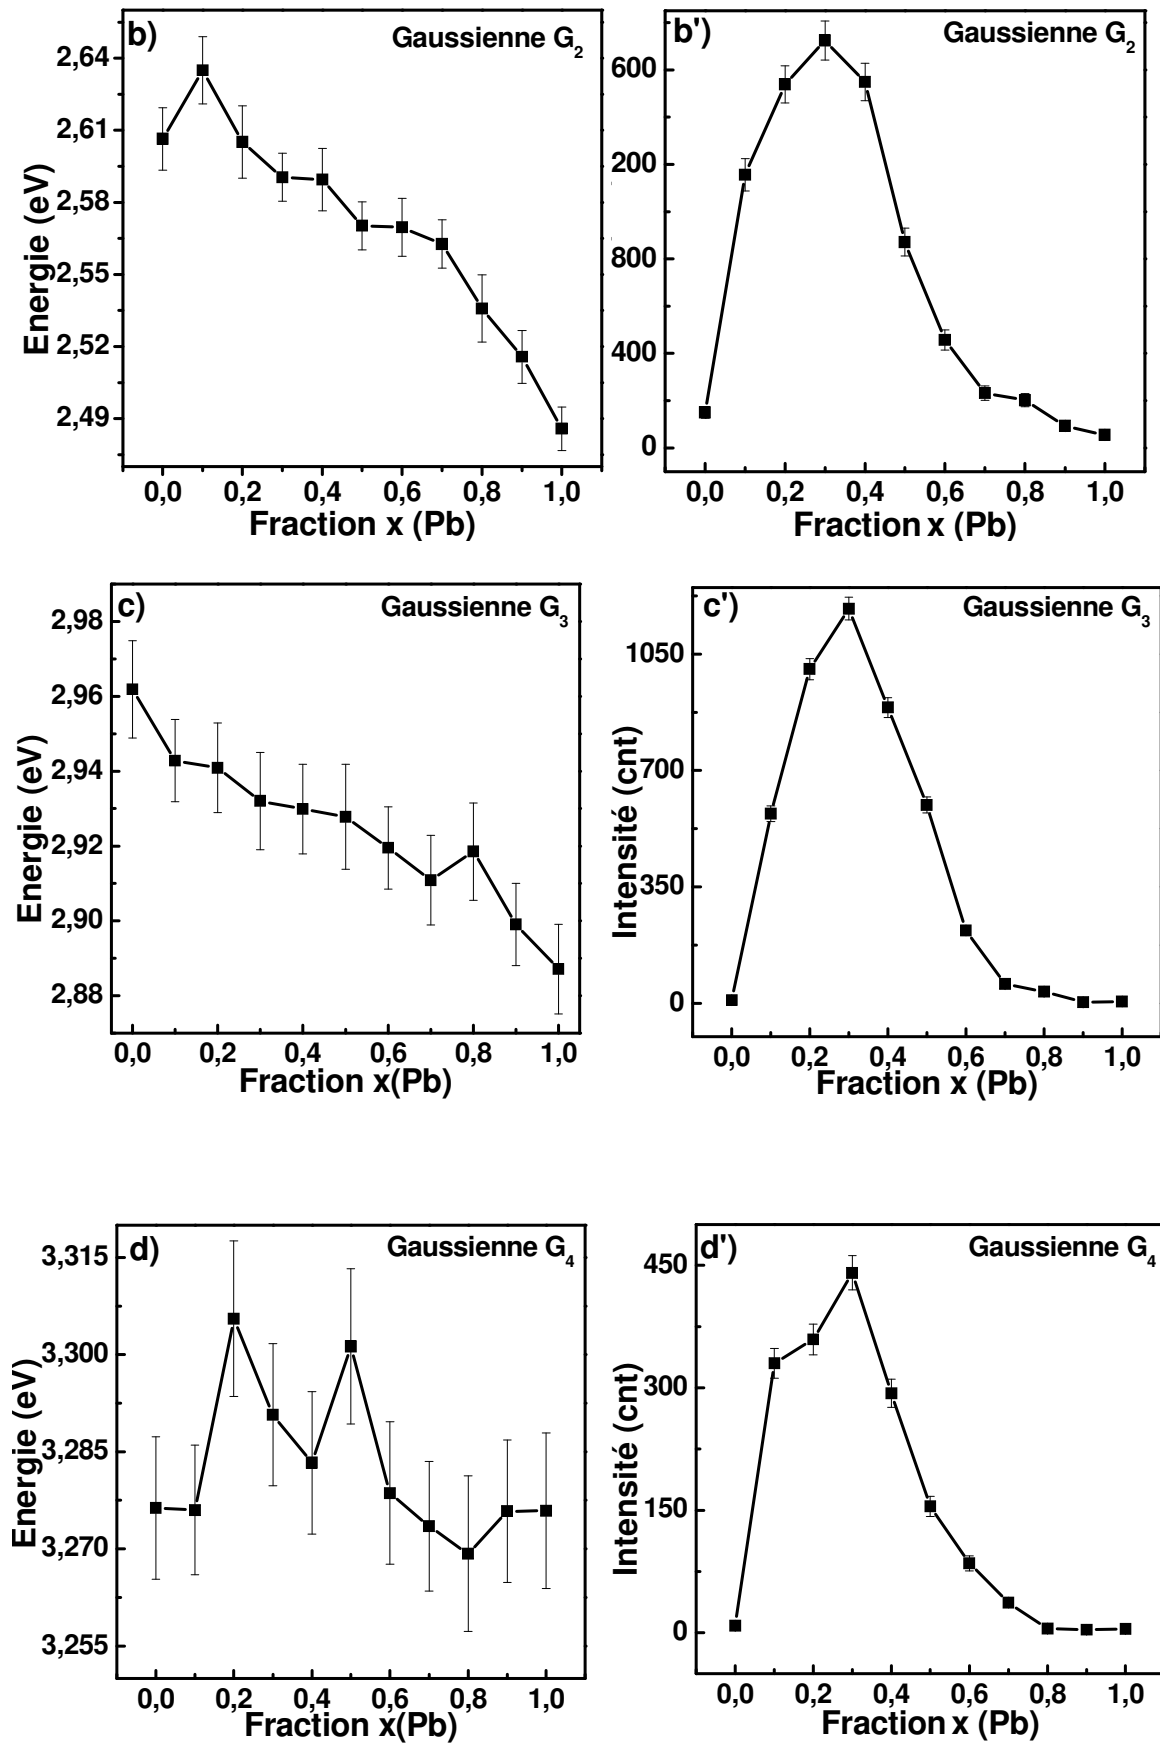 b) Gaussienne G2
2,64
2,61
2,58
2,55
2,52
2,49
Energie (eV)
0,0 0,2 0,4 0,6 0,8 1,0
Fraction x (Pb)
b') Gaussienne G2
600
200
800
400
0
0,0 0,2 0,4 0,6 0,8 1,0
Fraction x (Pb)
c) Gaussienne G3
2,98
2,96
2,94
2,92
2,90
2,88
Energie (eV)
0,0 0,2 0,4 0,6 0,8 1,0
Fraction x(Pb)
c') Gaussienne G3
1050
700
350
0
Intensité (cnt)
0,0 0,2 0,4 0,6 0,8 1,0
Fraction x (Pb)
d) Gaussienne G4
3,315
3,300
3,285
3,270
3,255
Energie (eV)
0,0 0,2 0,4 0,6 0,8 1,0
Fraction x(Pb)
d') Gaussienne G4
450
300
150
0
Intensité (cnt)
0,0 0,2 0,4 0,6 0,8 1,0
Fraction x (Pb)